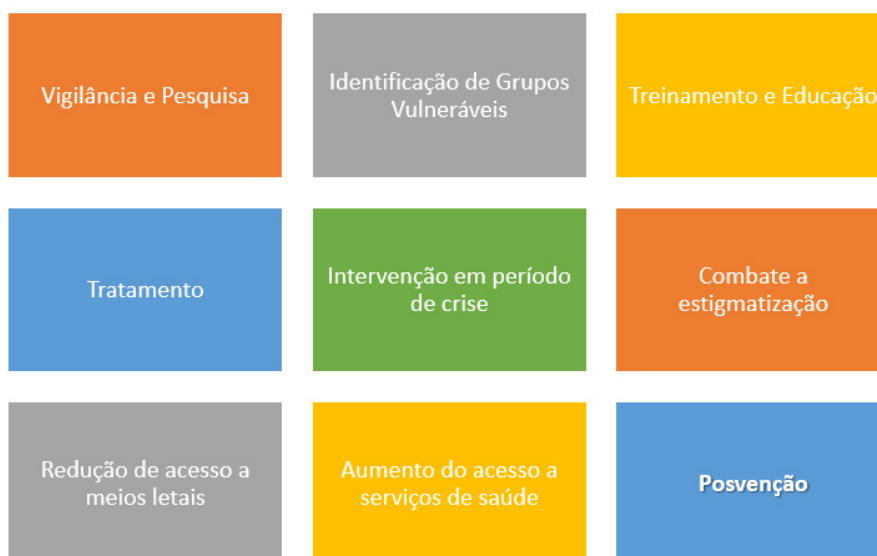 Vigilância e Pesquisa
Identificação de Grupos
Vulneráveis
Treinamento e Educação
Tratamento
Intervenção em período
de crise
Combate a
estigmatização
Redução de acesso a
meios letais
Aumento do acesso a
serviços de saúde
Posvenção